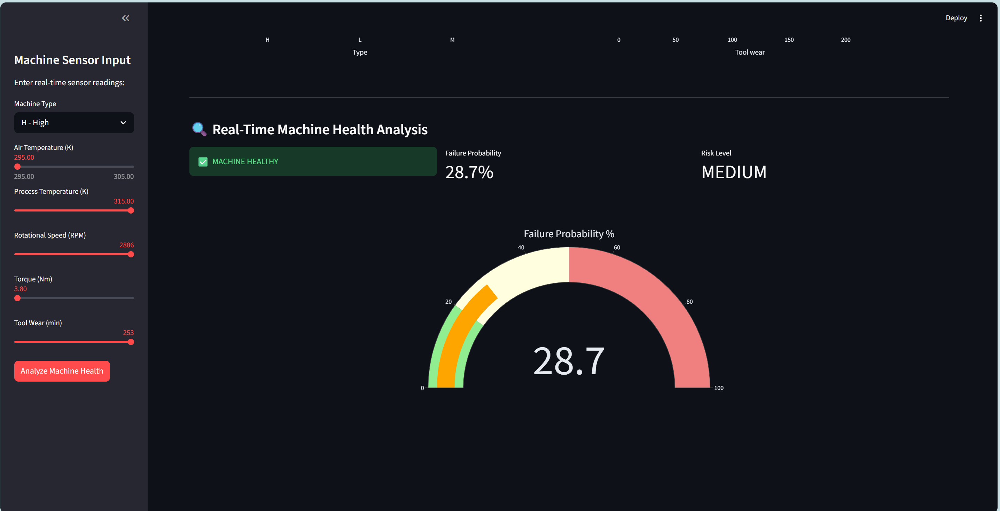 Machine Sensor Input
Enter real-time sensor readings:
Machine Type
H - High
Air Temperature (K)
295.00
295.00 305.00
Process Temperature (K)
315.00
Rotational Speed (RPM)
2886
Torque (Nm)
3.80
Tool Wear (min)
253
Analyze Machine Health
Deploy
H L M
Type
0 50 100 150 200
Tool wear
Real-Time Machine Health Analysis
MACHINE HEALTHY
Failure Probability
28.7%
Risk Level
MEDIUM
Failure Probability %
40 60
20 80
28.7
0 100